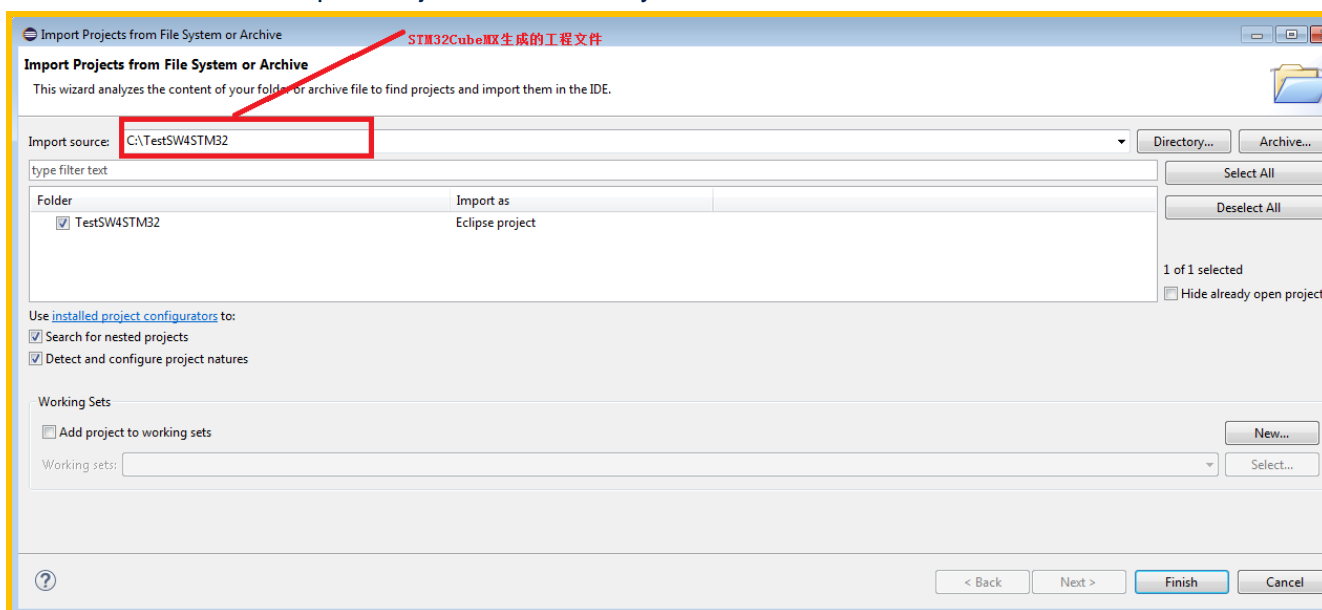 Import Projects from File System or Archive
STM32CubeMX生成的工程文件
Import Projects from File System or Archive
This wizard analyzes the content of your folder or archive file to find projects and import them in the IDE.
Import source: C:\TestSW4STM32 Directory... Archive...
type filter text Select All
Folder Import as Deselect All
TestSW4STM32 Eclipse project
1 of 1 selected
Hide already open project
Use installed project configurators to:
Search for nested projects
Detect and configure project natures
Working Sets
Add project to working sets New...
Working sets: Select...
< Back Next > Finish Cancel